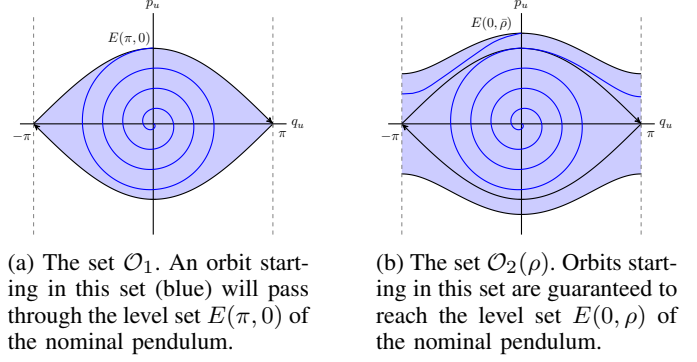 p_u
E(π, 0)
q_u
−π
π
p_u
E(0, ρ̄)
q_u
−π
π
(a) The set 𝒪₁. An orbit start-
ing in this set (blue) will pass
through the level set E(π, 0) of
the nominal pendulum.
(b) The set 𝒪₂(ρ). Orbits start-
ing in this set are guaranteed to
reach the level set E(0, ρ) of
the nominal pendulum.